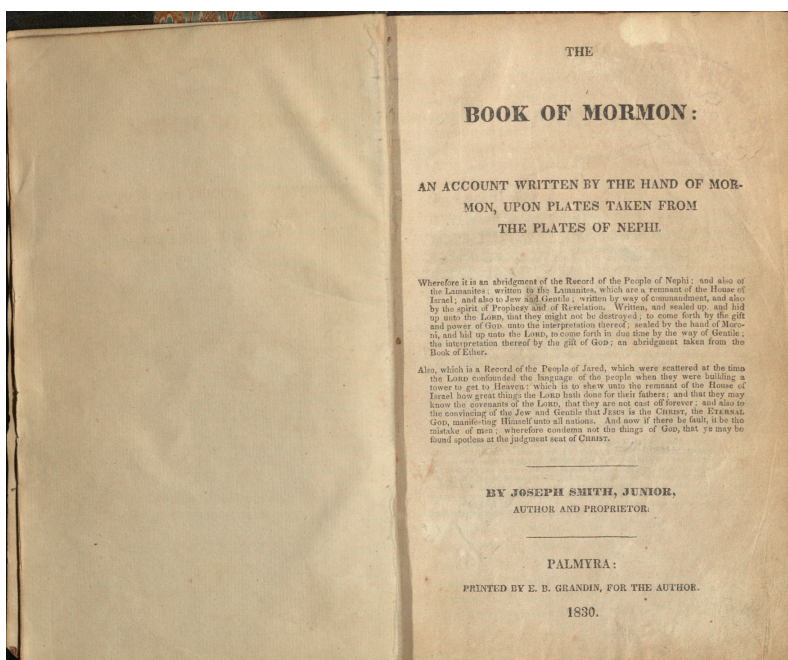 THE
BOOK OF MORMON:
AN ACCOUNT WRITTEN BY THE HAND OF MOR-
MON, UPON PLATES TAKEN FROM
THE PLATES OF NEPHI.
Wherefore it is an abridgment of the Record of the People of Nephi; and also of
the Lamanites; written to the Lamanites, which are a remnant of the House of
Israel; and also to Jew and Gentile; written by way of commandment, and also
by the spirit of Prophesy and of Revelation. Written, and sealed up, and hid
up unto the LORD, that they might not be destroyed; to come forth by the gift
and power of GOD, unto the interpretation thereof; sealed by the hand of Moro-
ni, and hid up unto the LORD, to come forth in due time by the way of Gentile;
the interpretation thereof by the gift of GOD; an abridgment taken from the
Book of Ether.
Also, which is a Record of the People of Jared, which were scattered at the time
the LORD confounded the language of the people when they were building a
tower to get to Heaven: which is to shew unto the remnant of the House of
Israel how great things the LORD hath done for their fathers; and that they may
know the covenants of the LORD, that they are not cast off forever; and also to
the convincing of the Jew and Gentile that JESUS is the CHRIST, the ETERNAL
GOD, manifesting Himself unto all nations. And now if there be fault, it be the
mistake of men; wherefore condemn not the things of GOD, that ye may be
found spotless at the judgment seat of CHRIST.
BY JOSEPH SMITH, JUNIOR,
AUTHOR AND PROPRIETOR.
PALMYRA:
PRINTED BY E. B. GRANDIN, FOR THE AUTHOR.
1830.